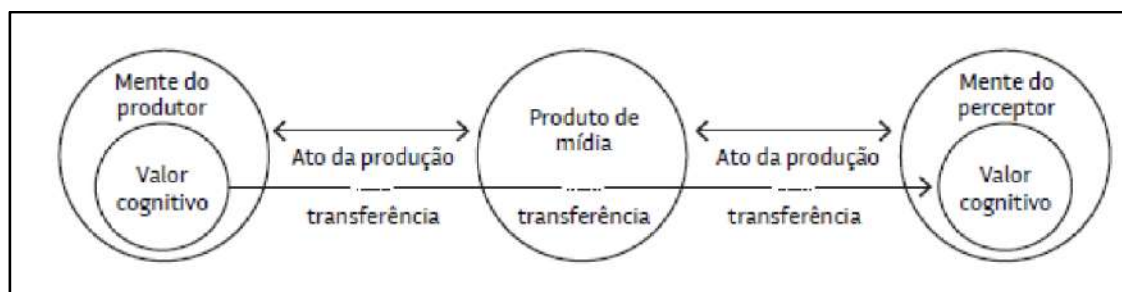 Mente do
produtor
Valor
cognitivo
Ato da produção
transferência
Produto de
mídia
transferência
Ato da produção
transferência
Mente do
perceptor
Valor
cognitivo